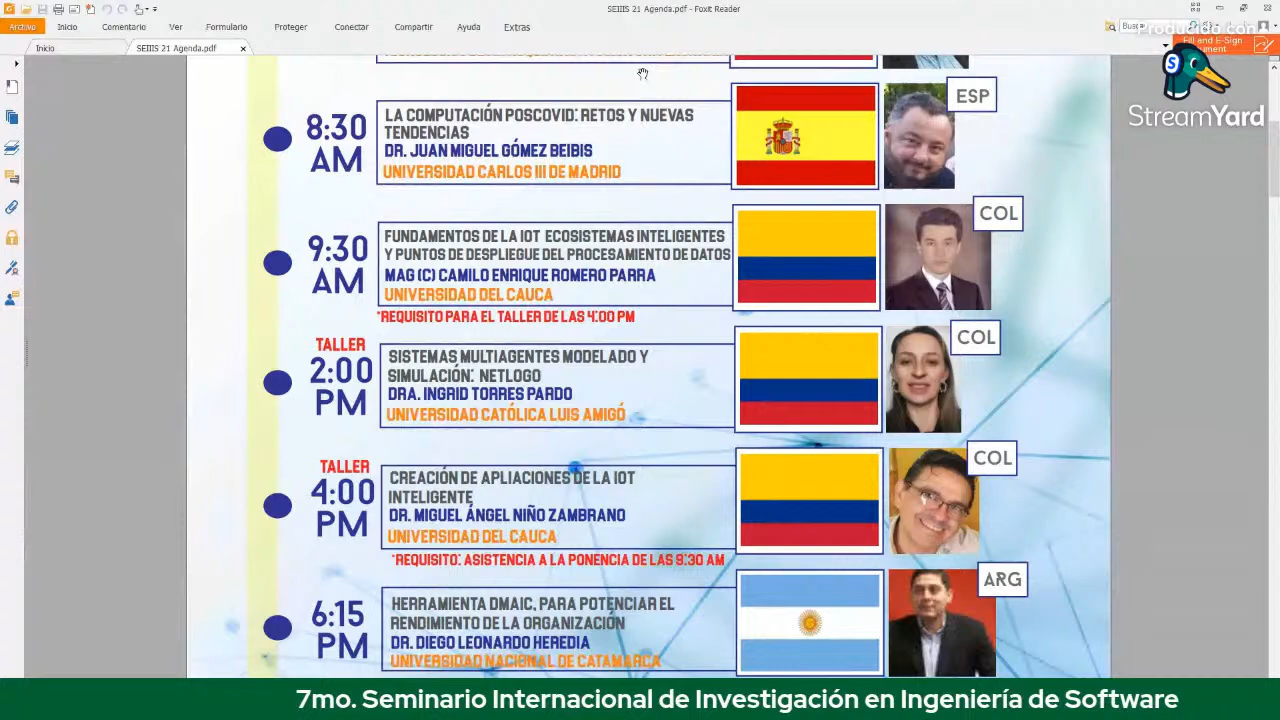 SEIIS 21 Agenda.pdf - Foxit Reader
Archivo Inicio Comentario Ver Formulario Proteger Conectar Compartir Ayuda Extras
Producido con
Fill and E-Sign
Inicio SEIIIS 21 Agenda.pdf
StreamYard
8:30 AM
LA COMPUTACIÓN POSCOVID: RETOS Y NUEVAS
TENDENCIAS
DR. JUAN MIGUEL GÓMEZ BEIBIS
UNIVERSIDAD CARLOS III DE MADRID
ESP
9:30 AM
FUNDAMENTOS DE LA IOT ECOSISTEMAS INTELIGENTES
Y PUNTOS DE DESPLIEGUE DEL PROCESAMIENTO DE DATOS
MAG (C) CAMILO ENRIQUE ROMERO PARRA
UNIVERSIDAD DEL CAUCA
*REQUISITO PARA EL TALLER DE LAS 4:00 PM
COL
TALLER
2:00 PM
SISTEMAS MULTIAGENTES MODELADO Y
SIMULACIÓN: NETLOGO
DRA. INGRID TORRES PARDO
UNIVERSIDAD CATÓLICA LUIS AMIGÓ
COL
TALLER
4:00 PM
CREACIÓN DE APLIACIONES DE LA IOT
INTELIGENTE
DR. MIGUEL ÁNGEL NIÑO ZAMBRANO
UNIVERSIDAD DEL CAUCA
*REQUISITO: ASISTENCIA A LA PONENCIA DE LAS 9:30 AM
COL
6:15 PM
HERRAMIENTA DMAIC, PARA POTENCIAR EL
RENDIMIENTO DE LA ORGANIZACIÓN
DR. DIEGO LEONARDO HEREDIA
UNIVERSIDAD NACIONAL DE CATAMARCA
ARG
7mo. Seminario Internacional de Investigación en Ingeniería de Software